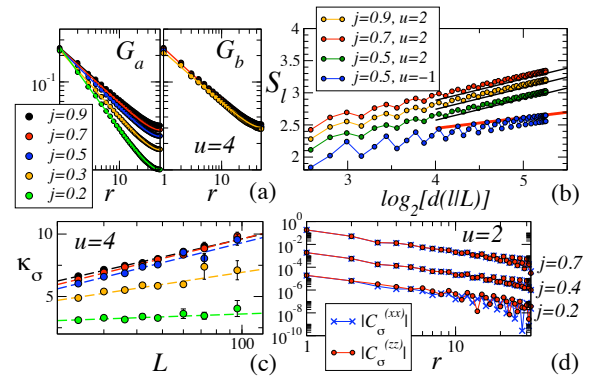 G_a
G_b
u=4
10^-1
j=0.9
j=0.7
j=0.5
j=0.3
j=0.2
1
10
r
1
10
r
(a)
j=0.9, u=2
j=0.7, u=2
j=0.5, u=2
j=0.5, u=−1
S_l
4
3.5
3
2.5
2
3
4
5
log_2[d(l|L)]
(b)
u=4
κ_σ
10
5
L
100
(c)
u=2
10^0
10^-2
10^-4
10^-6
10^-8
10^-10
j=0.7
j=0.4
j=0.2
|C_σ^(xx)|
|C_σ^(zz)|
1
10
r
(d)